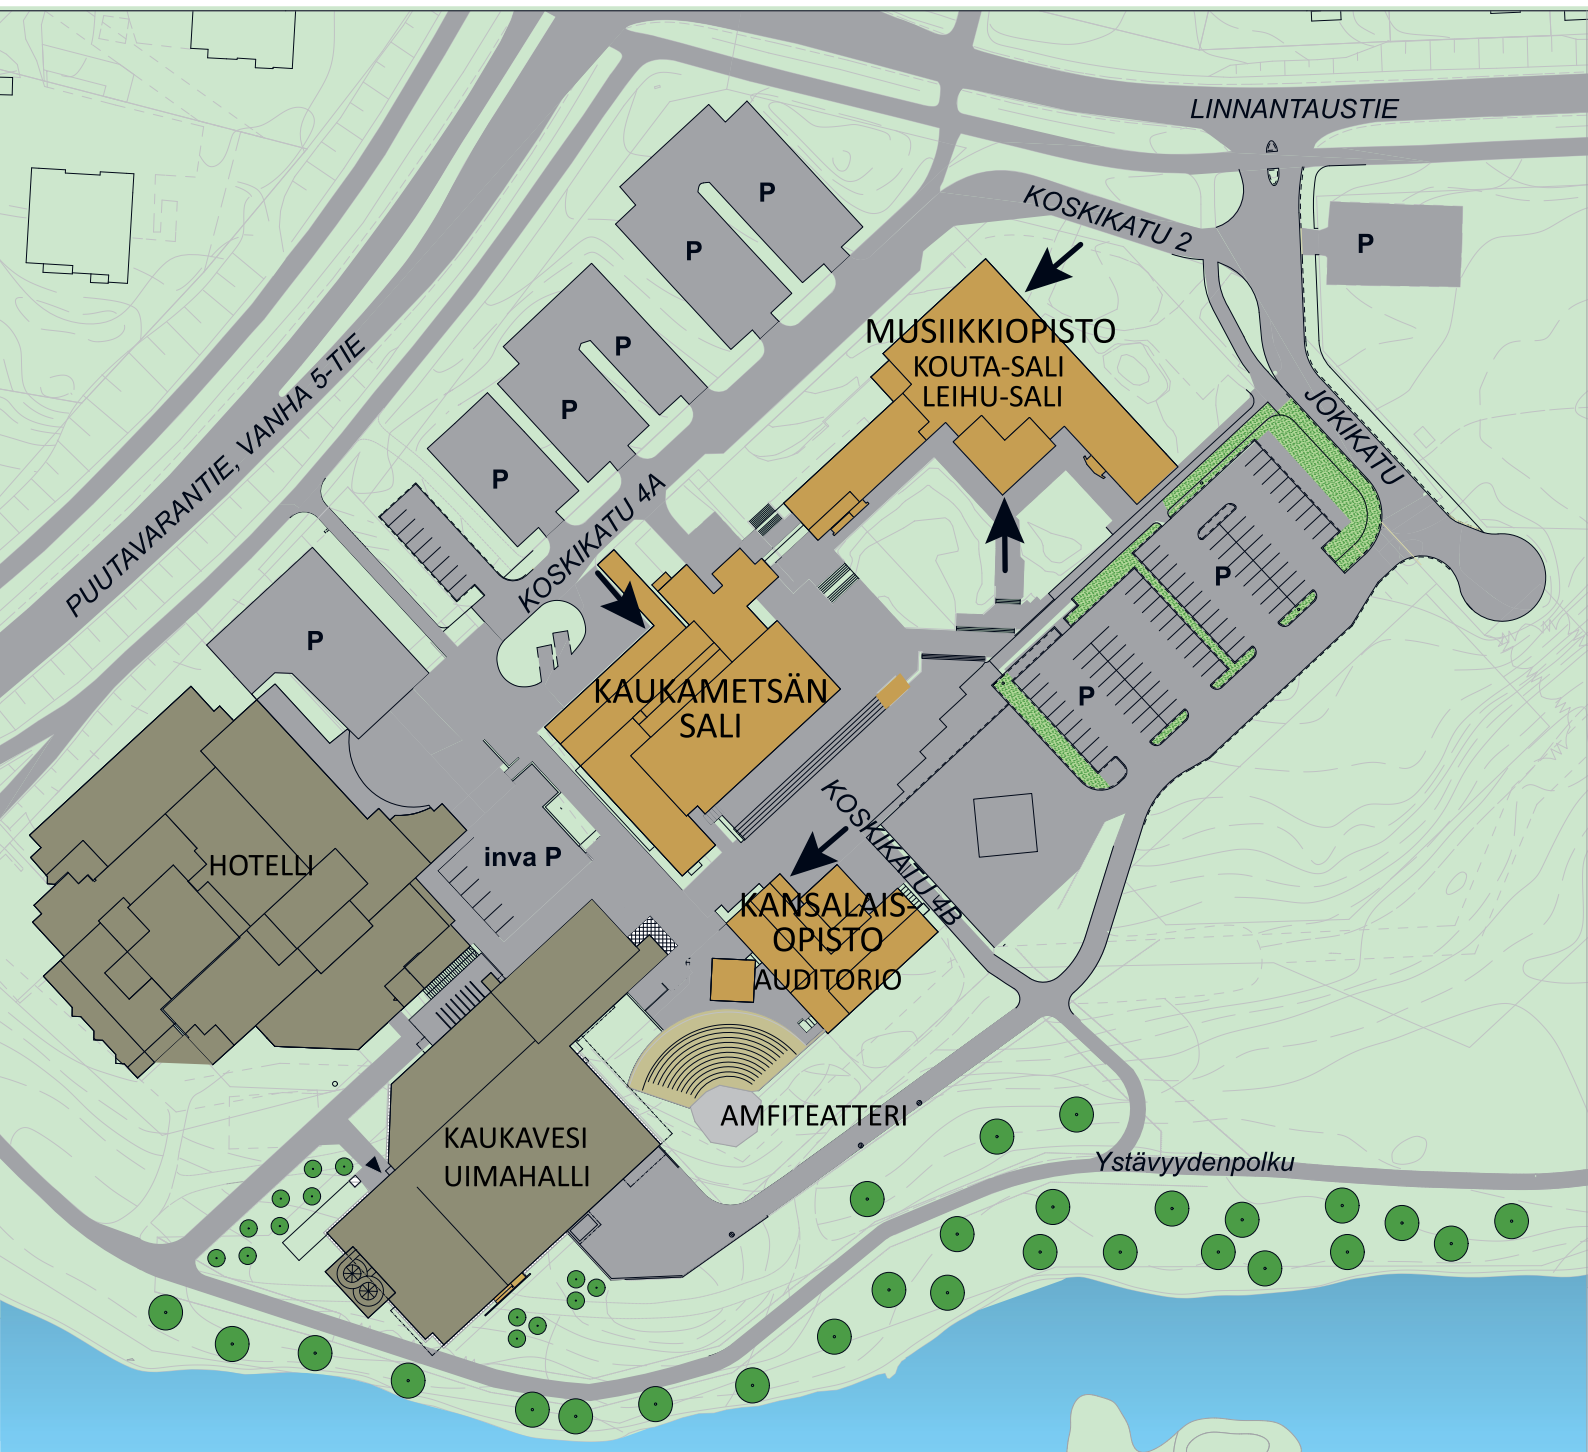 LINNANTAUSTIE
P
KOSKIKATU 2
P
P
P
MUSIIKKIOPISTO
KOUTA-SALI
LEIHU-SALI
P
PUUTAVARANTIE, VANHA 5-TIE
P
JOKIKATU
P
KOSKIKATU 4A
P
P
KAUKAMETSÄN
SALI
P
KOSKIKATU 4B
inva P
HOTELLI
KANSALAIS-
OPISTO
AUDITORIO
AMFITEATTERI
KAUKAVESI
UIMAHALLI
Ystävyydenpolku